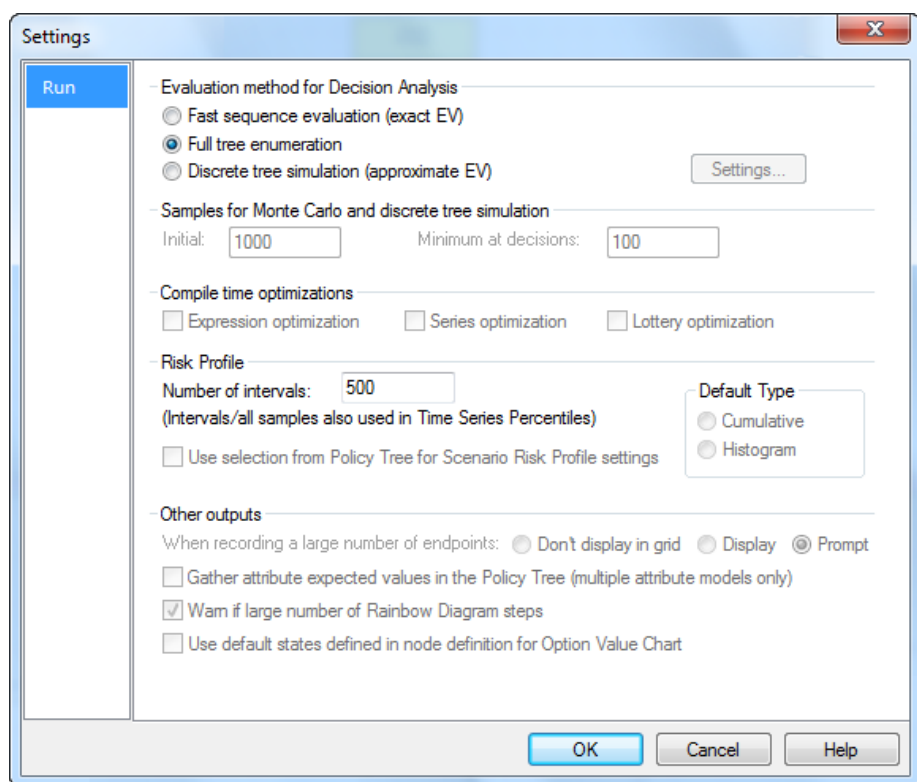 Settings
X
Run
Evaluation method for Decision Analysis
Fast sequence evaluation (exact EV)
Full tree enumeration
Discrete tree simulation (approximate EV)
Settings...
Samples for Monte Carlo and discrete tree simulation
Initial: 1000 Minimum at decisions: 100
Compile time optimizations
Expression optimization Series optimization Lottery optimization
Risk Profile
Number of intervals: 500
(Intervals/all samples also used in Time Series Percentiles)
Use selection from Policy Tree for Scenario Risk Profile settings
Default Type
Cumulative
Histogram
Other outputs
When recording a large number of endpoints: Don't display in grid Display Prompt
Gather attribute expected values in the Policy Tree (multiple attribute models only)
Warn if large number of Rainbow Diagram steps
Use default states defined in node definition for Option Value Chart
OK Cancel Help